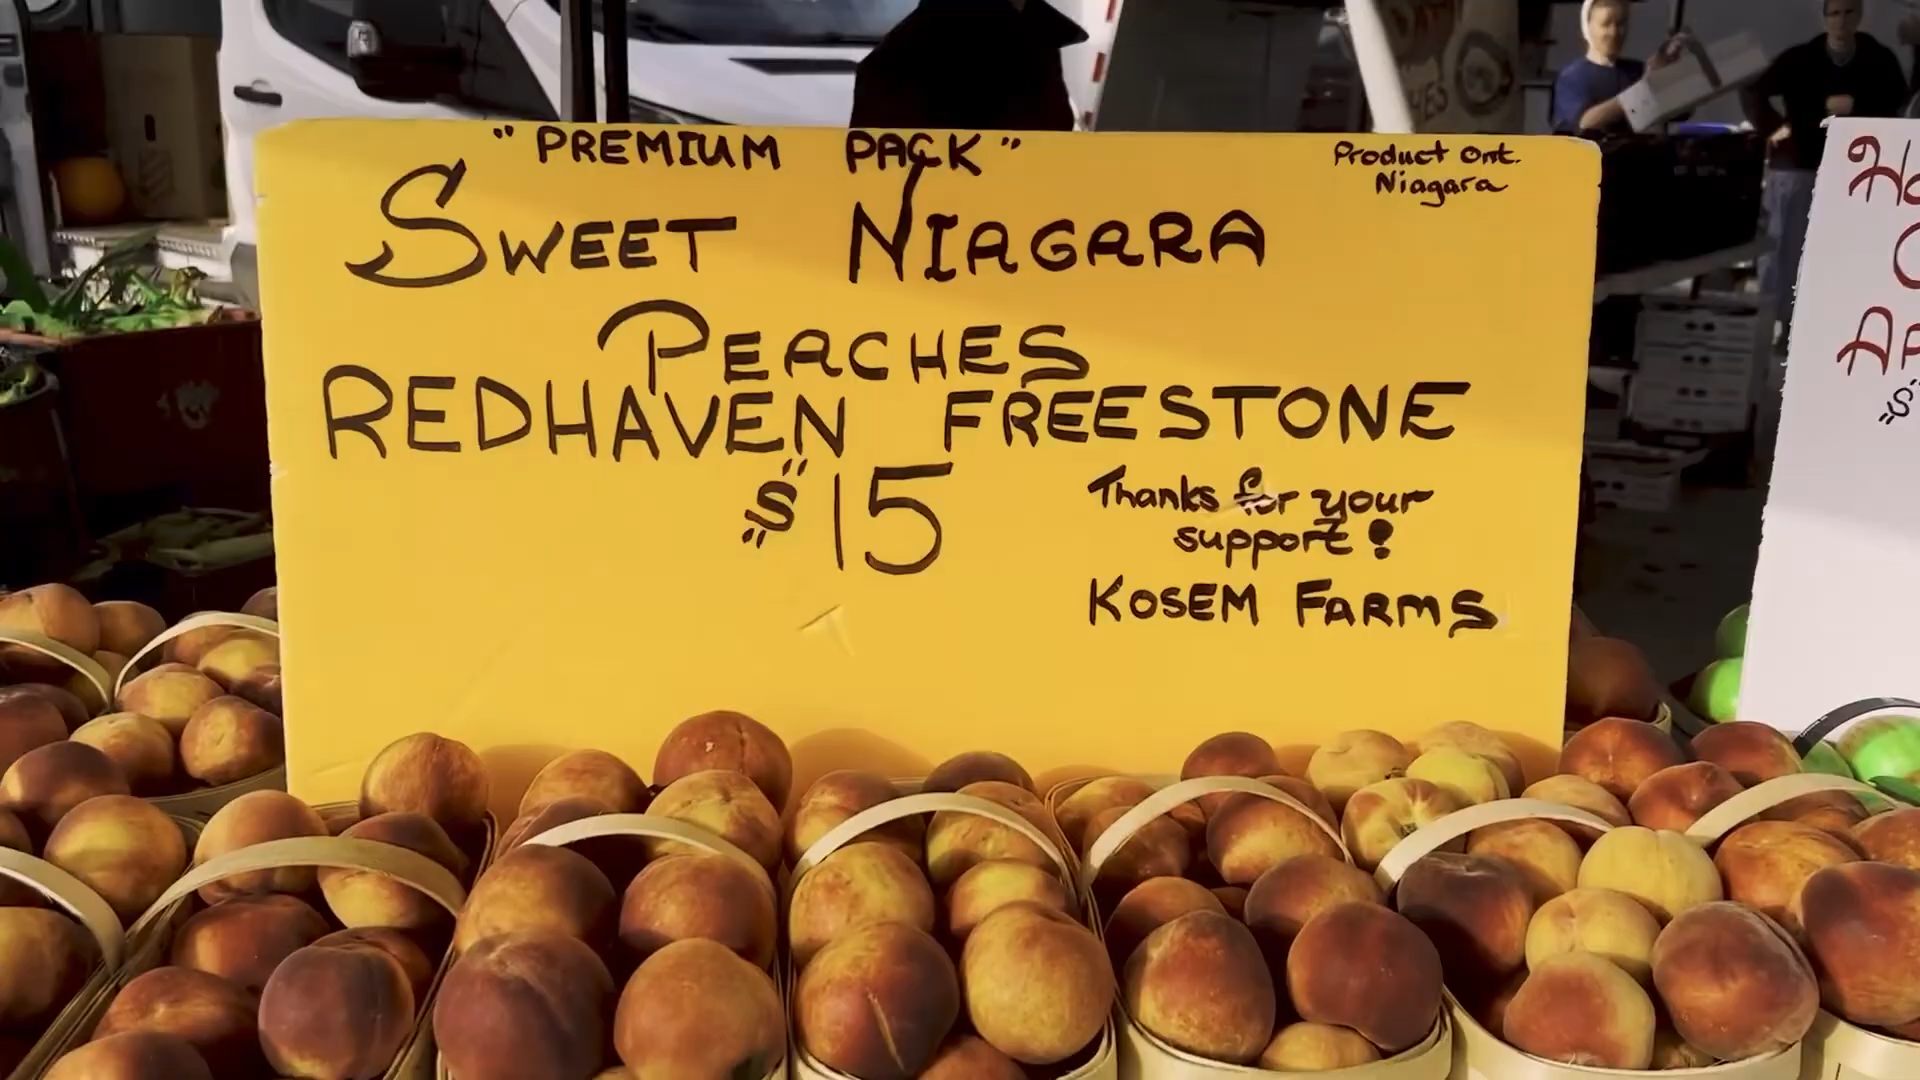 "PREMIUM PACK"
Product Ont.
Niagara
SWEET NIAGARA
PEACHES
REDHAVEN FREESTONE
$15
Thanks for your
support!
KOSEM FARMS